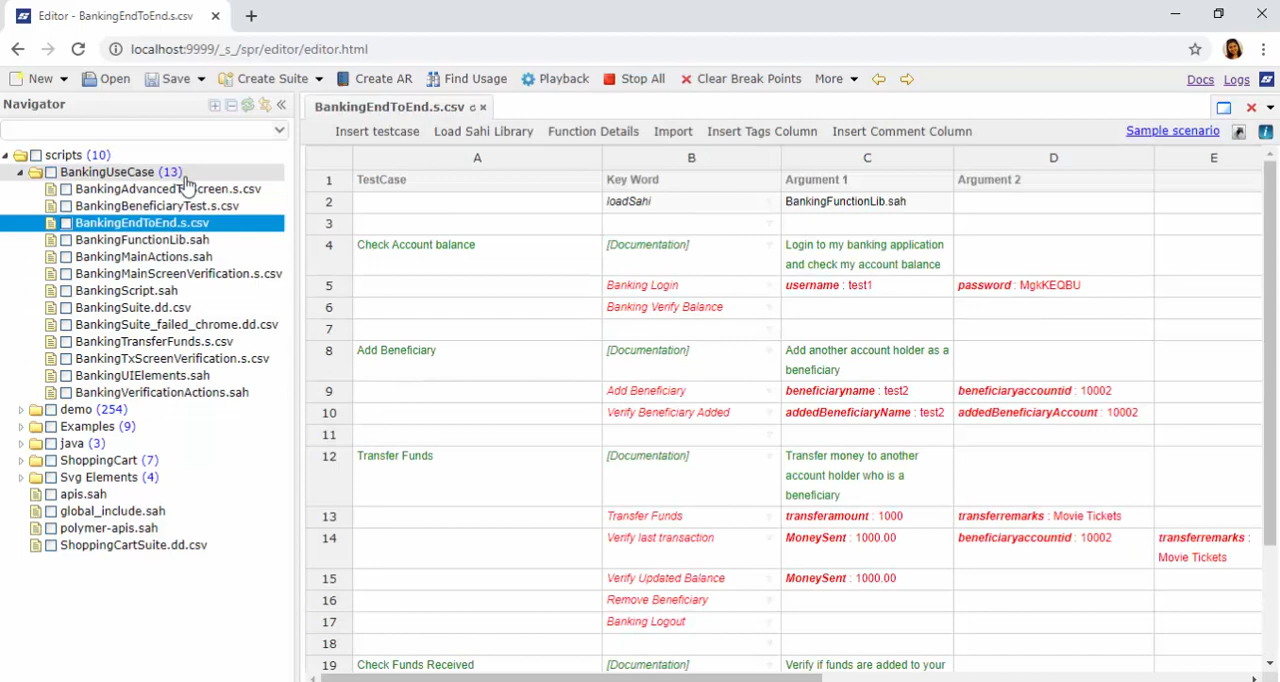 Editor - BankingEndToEnd.s.csv
localhost:9999/_s_/spr/editor/editor.html
New Open Save Create Suite Create AR Find Usage Playback Stop All Clear Break Points More Docs Logs
Navigator
BankingEndToEnd.s.csv
Insert testcase Load Sahi Library Function Details Import Insert Tags Column Insert Comment Column Sample scenario
scripts (10)
BankingUseCase (13)
BankingBeneficiaryTest.s.csv
BankingEndToEnd.s.csv
BankingFunctionLib.sah
BankingMainActions.sah
BankingMainScreenVerification.s.csv
BankingScript.sah
BankingSuite.dd.csv
BankingSuite_failed_chrome.dd.csv
BankingTransferFunds.s.csv
BankingTxScreenVerification.s.csv
BankingUIElements.sah
BankingVerificationActions.sah
demo (254)
Examples (9)
java (3)
ShoppingCart (7)
Svg Elements (4)
apis.sah
global_include.sah
polymer-apis.sah
ShoppingCartSuite.dd.csv
A B C D E
1 TestCase Key Word Argument 1 Argument 2
2 loadSahi BankingFunctionLib.sah
3
4 Check Account balance [Documentation] Login to my banking application
and check my account balance
5 Banking Login username : test1 password : MgkKEQBU
6 Banking Verify Balance
7
8 Add Beneficiary [Documentation] Add another account holder as a
beneficiary
9 Add Beneficiary beneficiaryname : test2 beneficiaryaccountid : 10002
10 Verify Beneficiary Added addedBeneficiaryName : test2 addedBeneficiaryAccount : 10002
11
12 Transfer Funds [Documentation] Transfer money to another
account holder who is a
beneficiary
13 Transfer Funds transferamount : 1000 transferremarks : Movie Tickets
14 Verify last transaction MoneySent : 1000.00 beneficiaryaccountid : 10002 transferremarks :
Movie Tickets
15 Verify Updated Balance MoneySent : 1000.00
16 Remove Beneficiary
17 Banking Logout
18
19 Check Funds Received [Documentation] Verify if funds are added to your